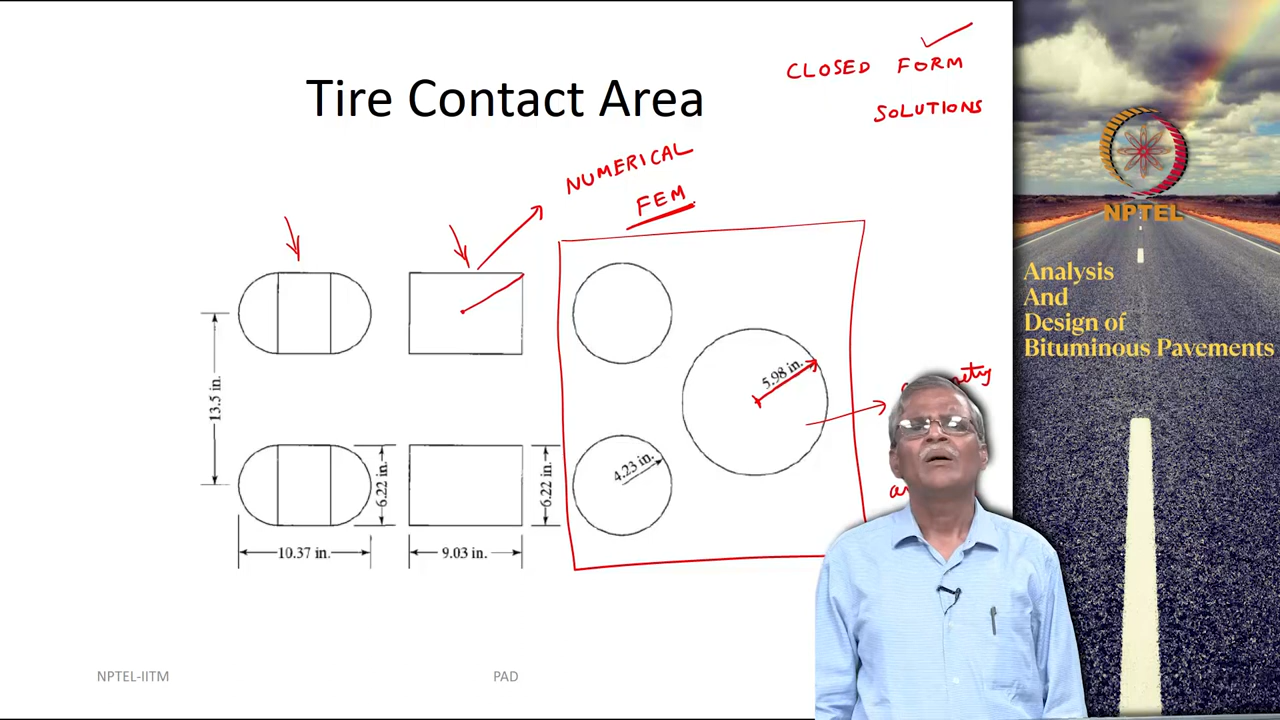 CLOSED FORM
SOLUTIONS
Tire Contact Area
NUMERICAL
FEM
13.5 in.
6.22 in.
10.37 in.
9.03 in.
6.22 in.
4.23 in.
5.98 in.
NPTEL-IITM
PAD
NPTEL
Analysis
And
Design of
Bituminous Pavements